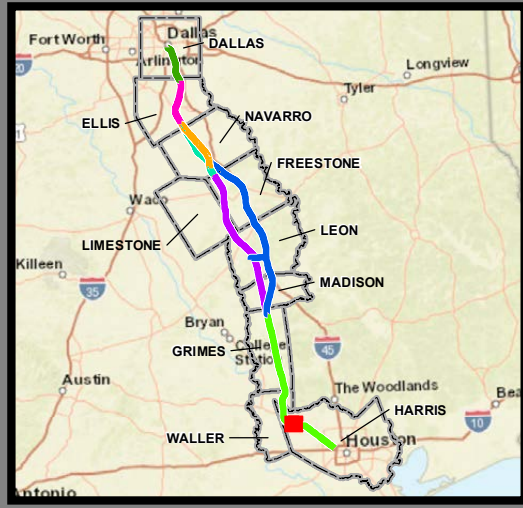 Dallas
DALLAS
Fort Worth
Arlington
Longview
20
Tyler
ELLIS
NAVARRO
FREESTONE
Waco
LEON
LIMESTONE
Killeen
MADISON
35
Bryan
College
Station
GRIMES
45
Austin
The Woodlands
HARRIS
10
WALLER
Houston
Antonio